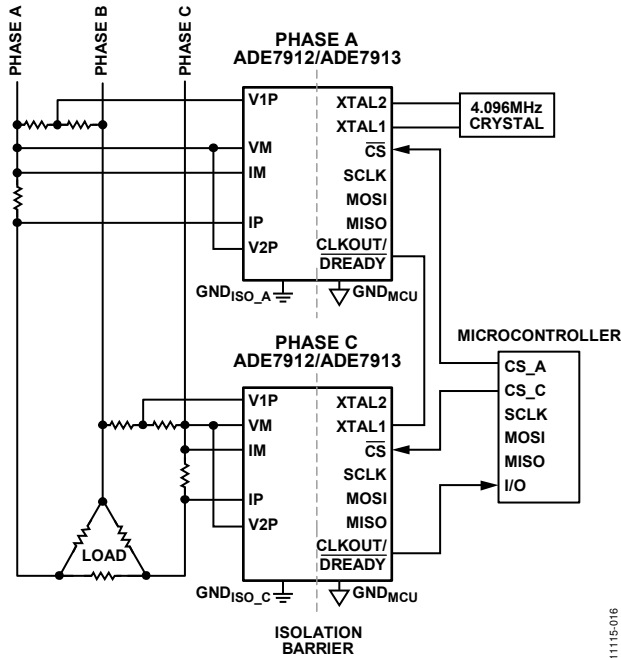 PHASE A
PHASE B
PHASE C
PHASE A
ADE7912/ADE7913
V1P
VM
IM
IP
V2P
XTAL2
XTAL1
CS
SCLK
MOSI
MISO
CLKOUT/
DREADY
4.096MHz
CRYSTAL
GNDISO_A
GNDMCU
PHASE C
ADE7912/ADE7913
V1P
VM
IM
IP
V2P
XTAL2
XTAL1
CS
SCLK
MOSI
MISO
CLKOUT/
DREADY
MICROCONTROLLER
CS_A
CS_C
SCLK
MOSI
MISO
I/O
LOAD
GNDISO_C
GNDMCU
ISOLATION
BARRIER
11115-016